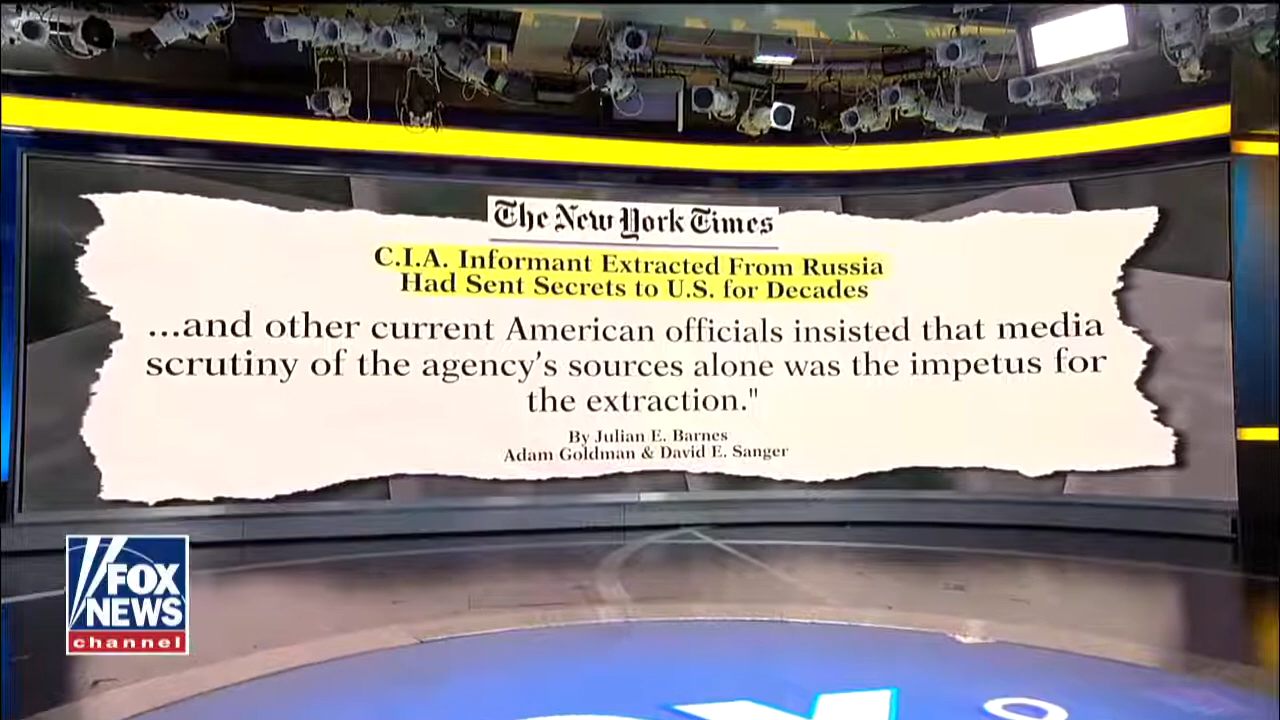 The New York Times
C.I.A. Informant Extracted From Russia
Had Sent Secrets to U.S. for Decades
...and other current American officials insisted that media
scrutiny of the agency's sources alone was the impetus for
the extraction."
By Julian E. Barnes
Adam Goldman & David E. Sanger
FOX
NEWS
channel